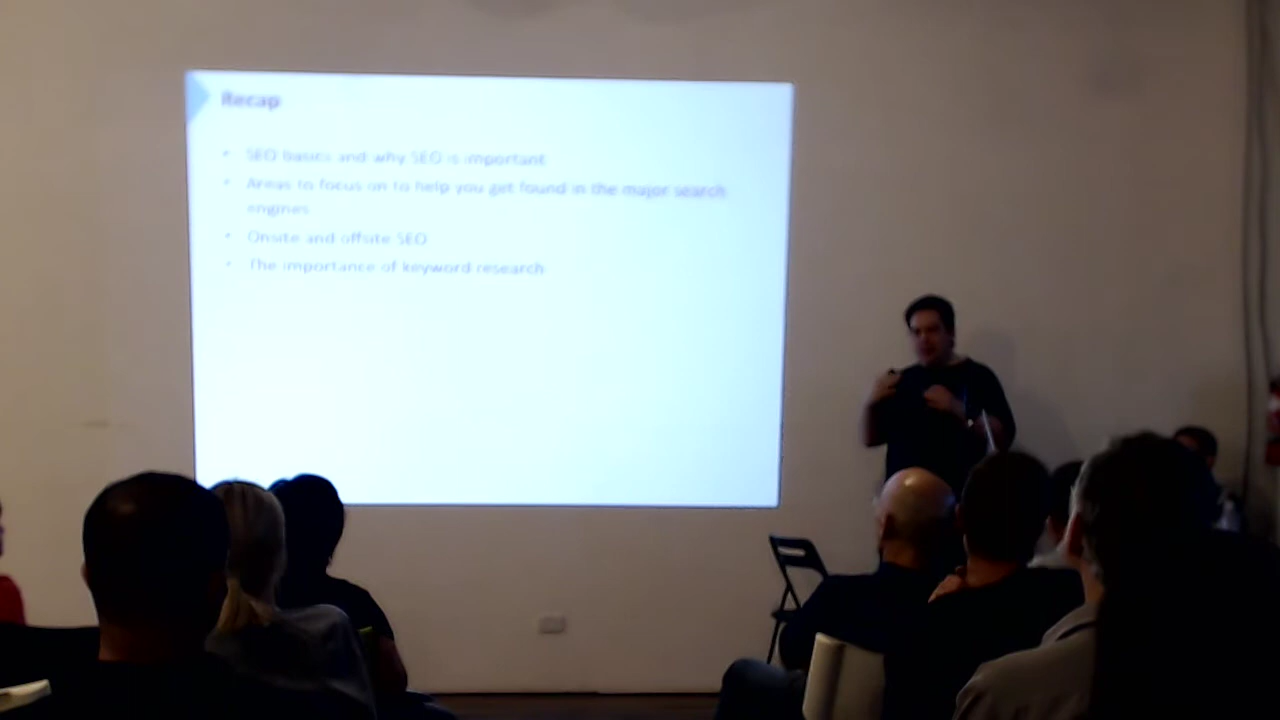 Recap
• SEO basics and why SEO is important
• Areas to focus on to help you get found in the major search
engines
• Onsite and offsite SEO
• The importance of keyword research